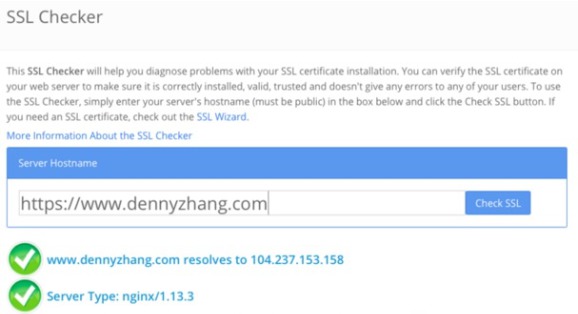 SSL Checker
This SSL Checker will help you diagnose problems with your SSL certificate installation. You can verify the SSL certificate on
your web server to make sure it is correctly installed, valid, trusted and doesn't give any errors to any of your users. To use
the SSL Checker, simply enter your server's hostname (must be public) in the box below and click the Check SSL button. If
you need an SSL certificate, check out the SSL Wizard.
More Information About the SSL Checker
Server Hostname
https://www.dennyzhang.com
Check SSL
www.dennyzhang.com resolves to 104.237.153.158
Server Type: nginx/1.13.3